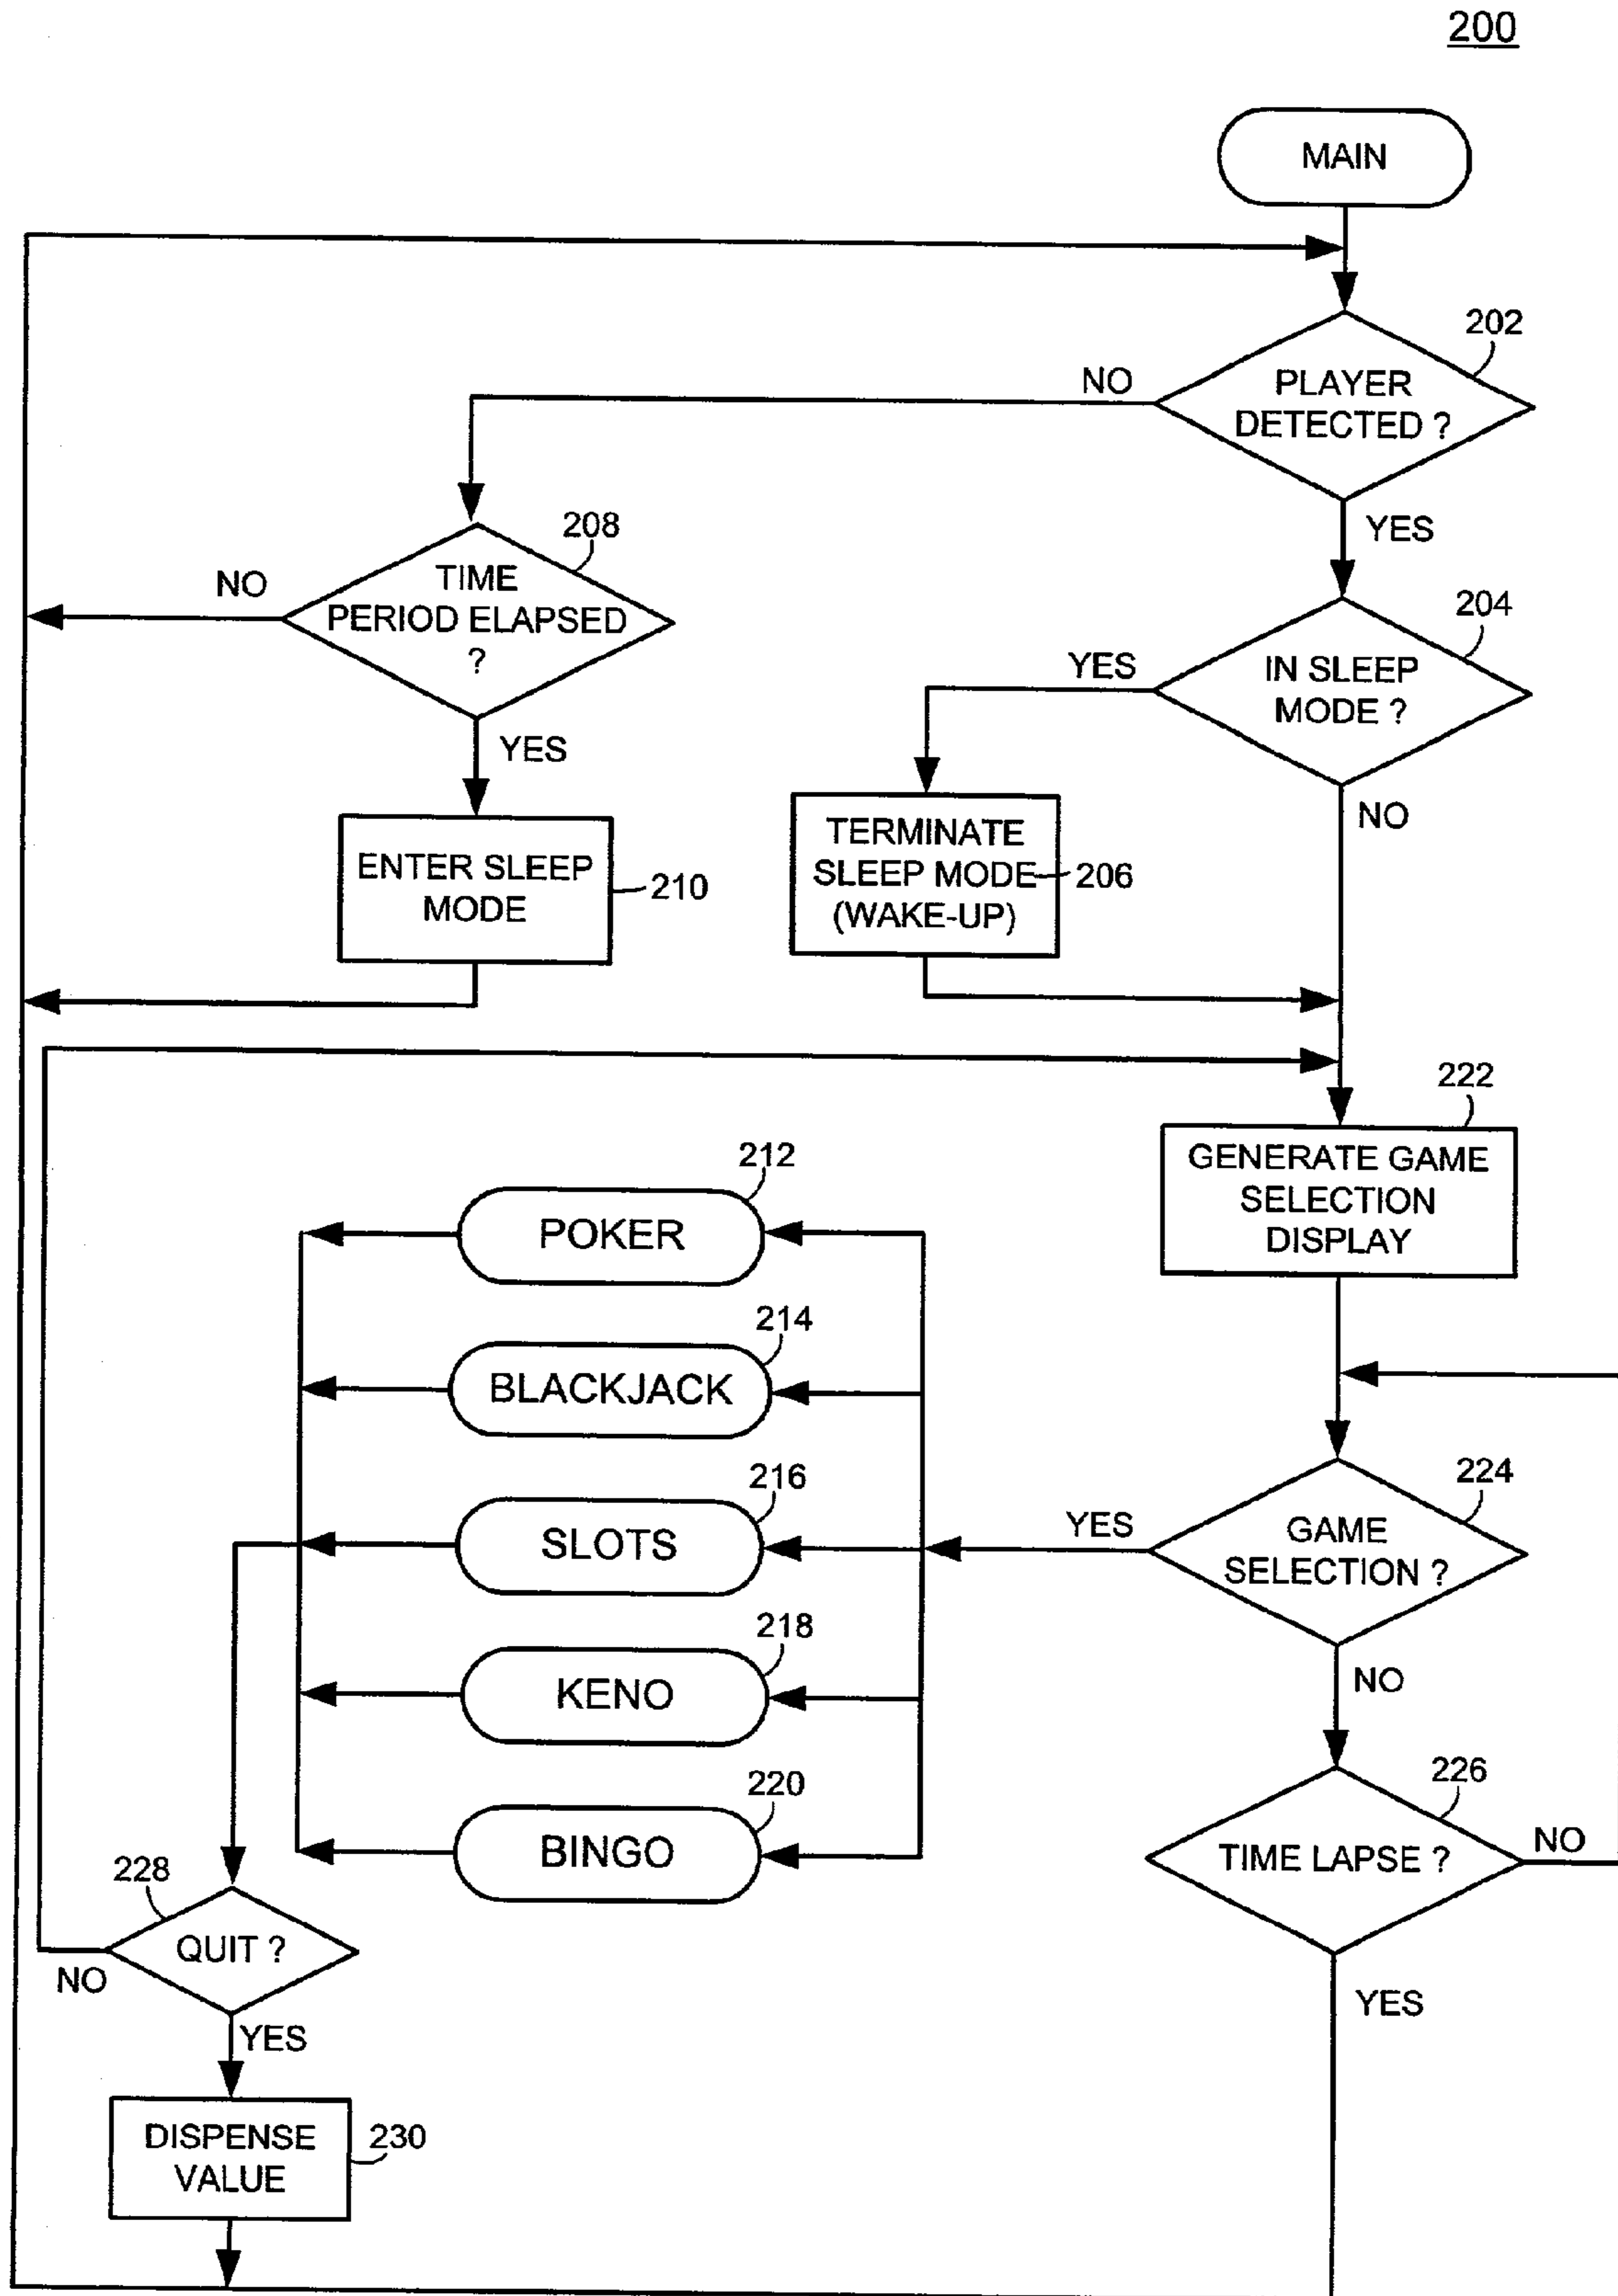 200
MAIN
202
PLAYER
DETECTED ?
NO
YES
208
TIME
PERIOD ELAPSED
?
NO
YES
204
IN SLEEP
MODE ?
YES
NO
ENTER SLEEP
MODE
210
TERMINATE
SLEEP MODE
(WAKE-UP)
206
222
GENERATE GAME
SELECTION
DISPLAY
212
POKER
214
BLACKJACK
216
SLOTS
218
KENO
220
BINGO
224
GAME
SELECTION ?
YES
NO
226
TIME LAPSE ?
NO
YES
228
QUIT ?
NO
YES
DISPENSE
VALUE
230